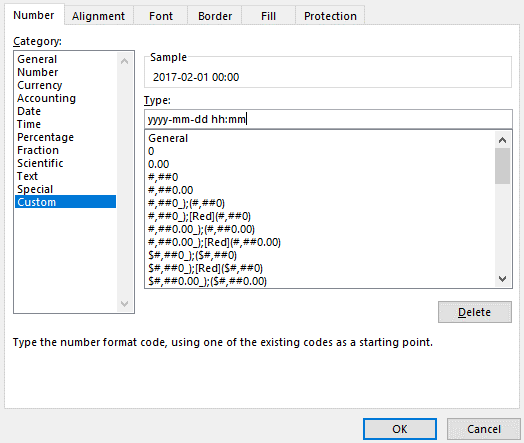 Number Alignment Font Border Fill Protection
Category:
General
Number
Currency
Accounting
Date
Time
Percentage
Fraction
Scientific
Text
Special
Custom
Sample
2017-02-01 00:00
Type:
yyyy-mm-dd hh:mm
General
0
0.00
#,##0
#,##0.00
#,##0_);(#,##0)
#,##0_);[Red](#,##0)
#,##0.00_);(#,##0.00)
#,##0.00_);[Red](#,##0.00)
$#,##0_);($#,##0)
$#,##0_);[Red]($#,##0)
$#,##0.00_);($#,##0.00)
Delete
Type the number format code, using one of the existing codes as a starting point.
OK Cancel